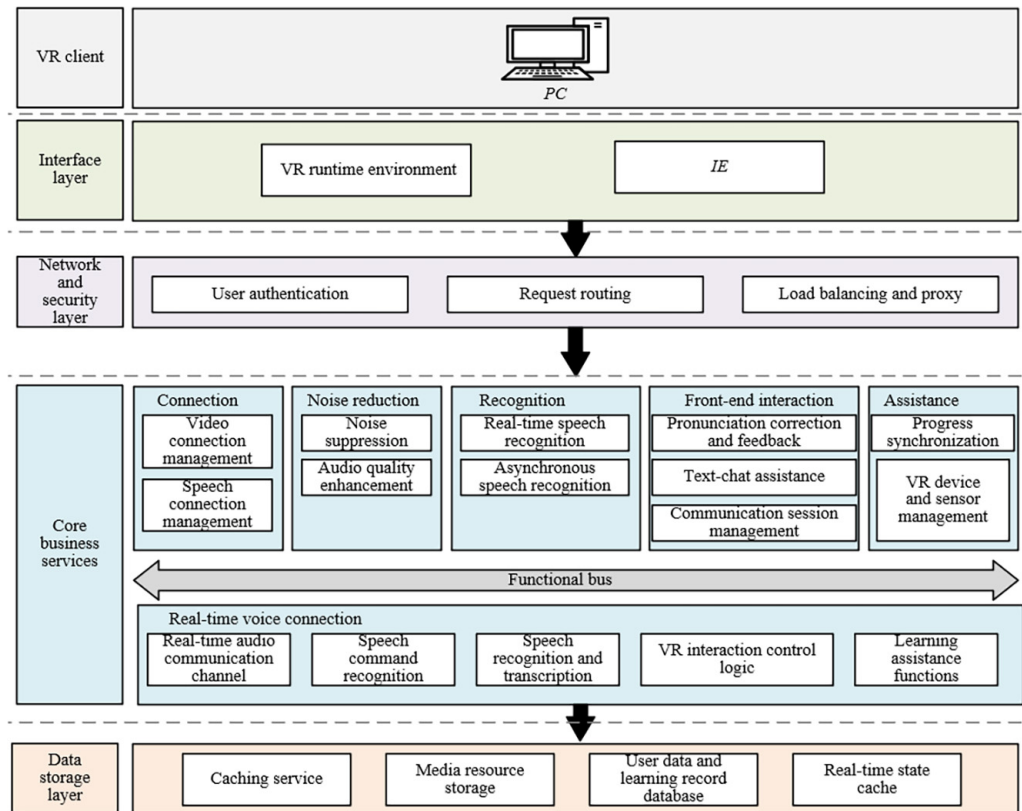 VR client
PC
Interface
layer
VR runtime environment
IE
Network
and
security
layer
User authentication
Request routing
Load balancing and proxy
Core
business
services
Connection
Video
connection
management
Speech
connection
management
Noise reduction
Noise
suppression
Audio quality
enhancement
Recognition
Real-time speech
recognition
Asynchronous
speech recognition
Front-end interaction
Pronunciation correction
and feedback
Text-chat assistance
Communication session
management
Assistance
Progress
synchronization
VR device
and sensor
management
Functional bus
Real-time voice connection
Real-time audio
communication
channel
Speech
command
recognition
Speech
recognition and
transcription
VR interaction control
logic
Learning
assistance
functions
Data
storage
layer
Caching service
Media resource
storage
User data and
learning record
database
Real-time state
cache